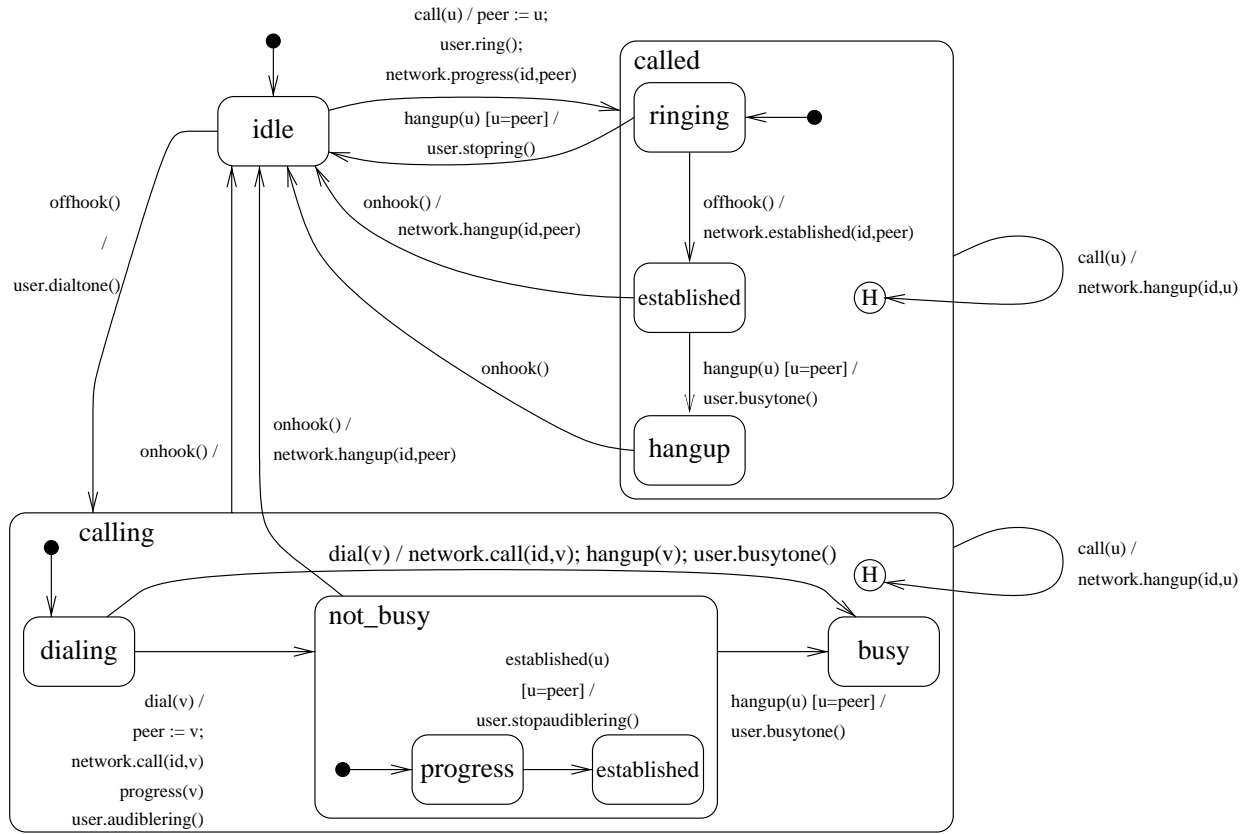 call(u) / peer := u;
user.ring();
network.progress(id,peer)
called
idle
ringing
hangup(u) [u=peer] /
user.stopring()
offhook()
/
user.dialtone()
onhook() /
network.hangup(id,peer)
offhook() /
network.established(id,peer)
call(u) /
network.hangup(id,u)
established
H
onhook()
hangup(u) [u=peer] /
user.busytone()
onhook() /
onhook() /
network.hangup(id,peer)
hangup
calling
dial(v) / network.call(id,v); hangup(v); user.busytone()
H
call(u) /
network.hangup(id,u)
not_busy
dialing
busy
established(u)
[u=peer] /
user.stopaudiblering()
dial(v) /
peer := v;
network.call(id,v)
progress(v)
user.audiblering()
hangup(u) [u=peer] /
user.busytone()
progress
established